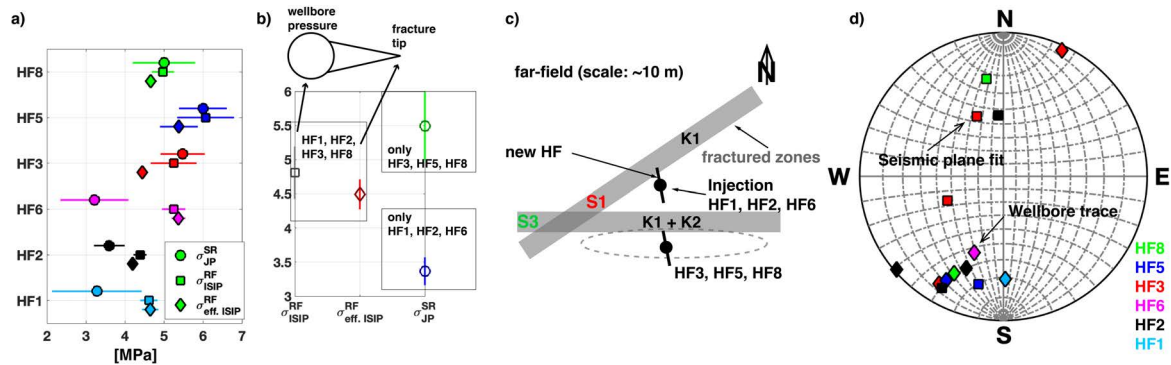 a)
HF8
HF5
HF3
HF6
HF2
HF1
σ^SR_JP
σ^RF_ISIP
σ^RF_eff. ISIP
2 3 4 5 6 7
[MPa]
b)
wellbore
pressure
fracture
tip
6
5.5
5
4.5
4
3.5
3
HF1, HF2,
HF3, HF8
only
HF3, HF5, HF8
only
HF1, HF2, HF6
σ^RF_ISIP
σ^RF_eff. ISIP
σ^SR_JP
c)
far-field (scale: ~10 m)
N
K1
fractured zones
new HF
Injection
HF1, HF2, HF6
S1
S3
K1 + K2
HF3, HF5, HF8
d)
N
Seismic plane fit
W
E
Wellbore trace
S
HF8
HF5
HF3
HF6
HF2
HF1